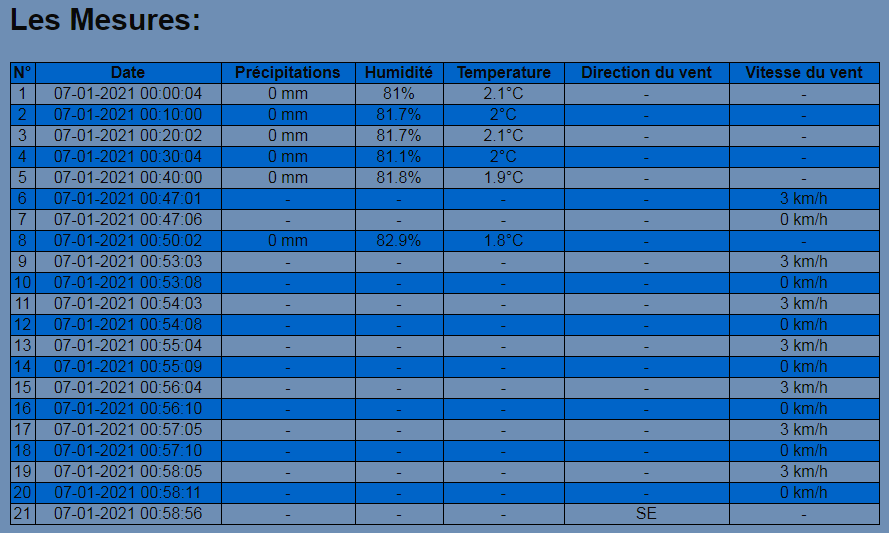 Les Mesures:
N° Date Précipitations Humidité Temperature Direction du vent Vitesse du vent
1 07-01-2021 00:00:04 0 mm 81% 2.1°C - -
2 07-01-2021 00:10:00 0 mm 81.7% 2°C - -
3 07-01-2021 00:20:02 0 mm 81.7% 2.1°C - -
4 07-01-2021 00:30:04 0 mm 81.1% 2°C - -
5 07-01-2021 00:40:00 0 mm 81.8% 1.9°C - -
6 07-01-2021 00:47:01 - - - - 3 km/h
7 07-01-2021 00:47:06 - - - - 0 km/h
8 07-01-2021 00:50:02 0 mm 82.9% 1.8°C - -
9 07-01-2021 00:53:03 - - - - 3 km/h
10 07-01-2021 00:53:08 - - - - 0 km/h
11 07-01-2021 00:54:03 - - - - 3 km/h
12 07-01-2021 00:54:08 - - - - 0 km/h
13 07-01-2021 00:55:04 - - - - 3 km/h
14 07-01-2021 00:55:09 - - - - 0 km/h
15 07-01-2021 00:56:04 - - - - 3 km/h
16 07-01-2021 00:56:10 - - - - 0 km/h
17 07-01-2021 00:57:05 - - - - 3 km/h
18 07-01-2021 00:57:10 - - - - 0 km/h
19 07-01-2021 00:58:05 - - - - 3 km/h
20 07-01-2021 00:58:11 - - - - 0 km/h
21 07-01-2021 00:58:56 - - - SE -